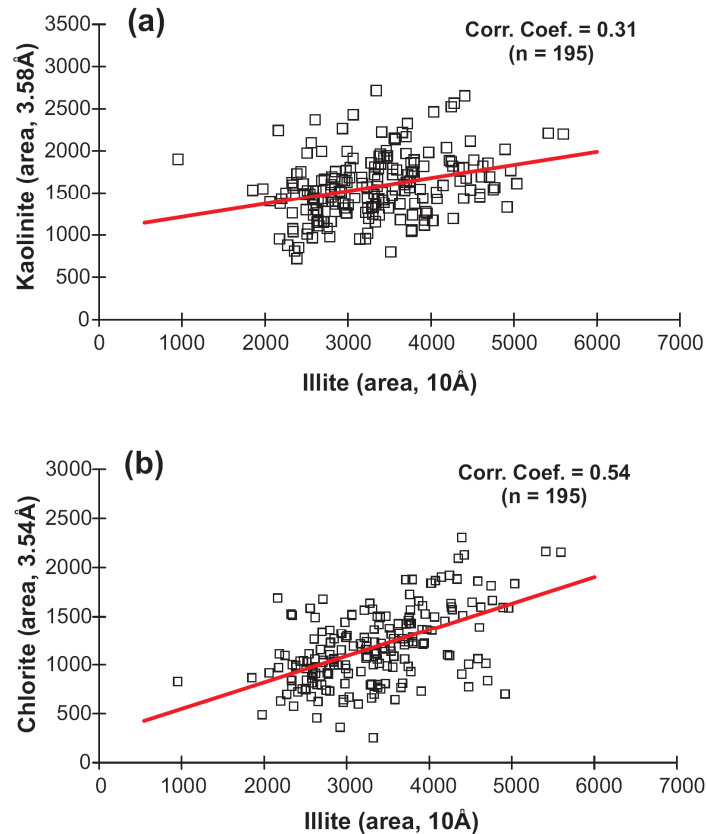 (a)
Corr. Coef. = 0.31
(n = 195)
Kaolinite (area, 3.58Å)
3500
3000
2500
2000
1500
1000
500
0
0 1000 2000 3000 4000 5000 6000 7000
Illite (area, 10Å)
(b)
Corr. Coef. = 0.54
(n = 195)
Chlorite (area, 3.54Å)
3000
2500
2000
1500
1000
500
0
0 1000 2000 3000 4000 5000 6000 7000
Illite (area, 10Å)